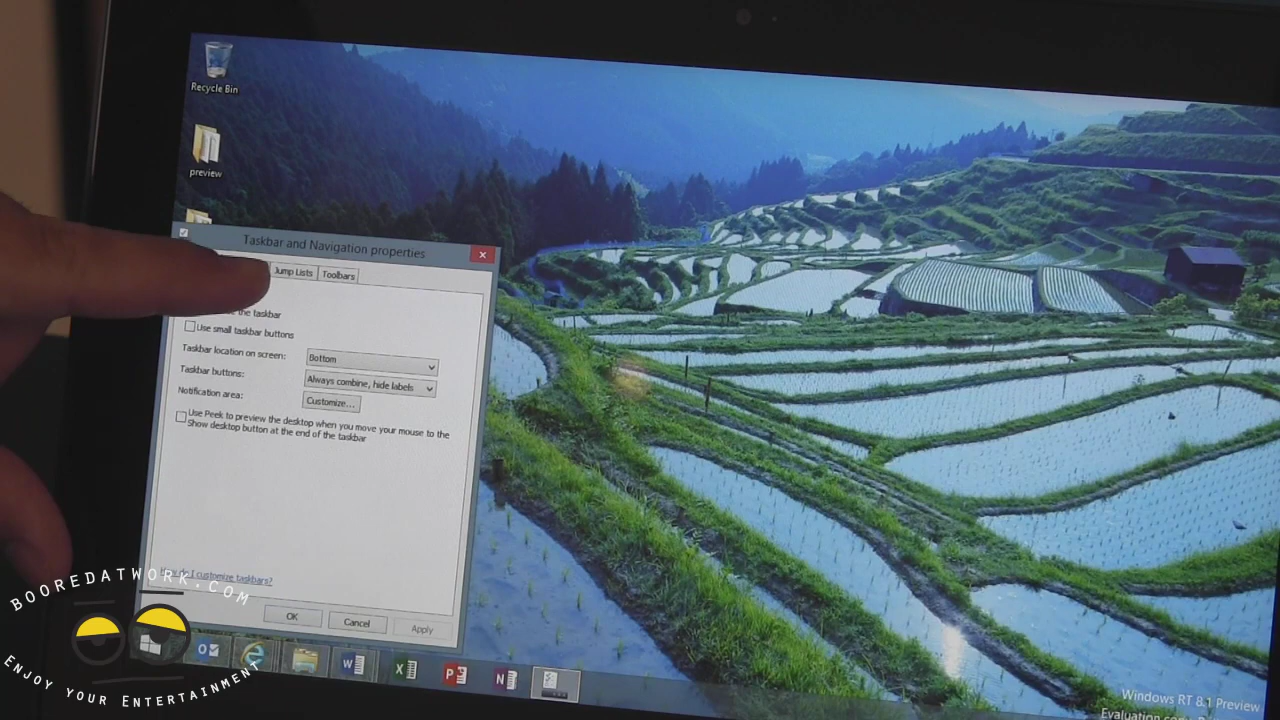 Recycle Bin
preview
Taskbar and Navigation properties
Jump Lists
Toolbars
the taskbar
Use small taskbar buttons
Taskbar location on screen:
Bottom
Taskbar buttons:
Always combine, hide labels
Notification area:
Customize...
Use Peek to preview the desktop when you move your mouse to the
Show desktop button at the end of the taskbar
How do I customize taskbars?
OK
Cancel
Apply
BOOREDATWORK.COM
ENJOY YOUR ENTERTAINMENT
Windows RT 8.1 Preview
Evaluation